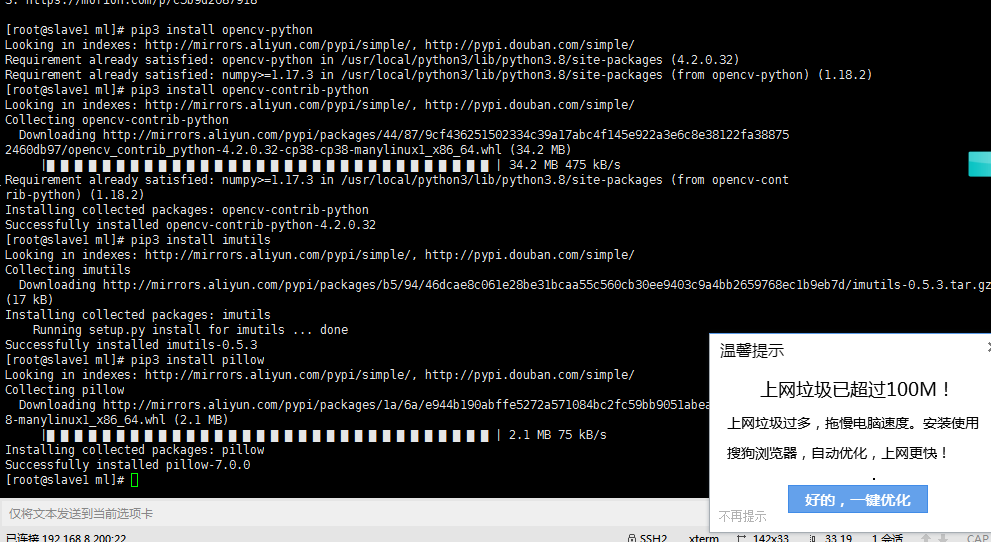 [root@slave1 ml]# pip3 install opencv-python
Looking in indexes: http://mirrors.aliyun.com/pypi/simple/, http://pypi.douban.com/simple/
Requirement already satisfied: opencv-python in /usr/local/python3/lib/python3.8/site-packages (4.2.0.32)
Requirement already satisfied: numpy>=1.17.3 in /usr/local/python3/lib/python3.8/site-packages (from opencv-python) (1.18.2)
[root@slave1 ml]# pip3 install opencv-contrib-python
Looking in indexes: http://mirrors.aliyun.com/pypi/simple/, http://pypi.douban.com/simple/
Collecting opencv-contrib-python
Downloading http://mirrors.aliyun.com/pypi/packages/44/87/9cf436251502334c39a17abc4f145e922a3e6c8e38122fa38875
2460db97/opencv_contrib_python-4.2.0.32-cp38-cp38-manylinux1_x86_64.whl (34.2 MB)
| 34.2 MB 475 kB/s
Requirement already satisfied: numpy>=1.17.3 in /usr/local/python3/lib/python3.8/site-packages (from opencv-cont
rib-python) (1.18.2)
Installing collected packages: opencv-contrib-python
Successfully installed opencv-contrib-python-4.2.0.32
[root@slave1 ml]# pip3 install imutils
Looking in indexes: http://mirrors.aliyun.com/pypi/simple/, http://pypi.douban.com/simple/
Collecting imutils
Downloading http://mirrors.aliyun.com/pypi/packages/b5/94/46dcae8c061e28be31bcaa55c560cb30ee9403c9a4bb2659768ec1b9eb7d/imutils-0.5.3.tar.gz
(17 kB)
Installing collected packages: imutils
Running setup.py install for imutils ... done
Successfully installed imutils-0.5.3
[root@slave1 ml]# pip3 install pillow
Looking in indexes: http://mirrors.aliyun.com/pypi/simple/, http://pypi.douban.com/simple/
Collecting pillow
Downloading http://mirrors.aliyun.com/pypi/packages/1a/6a/e944b190abffe5272a571084bc2fc59bb9051abea
8-manylinux1_x86_64.whl (2.1 MB)
| 2.1 MB 75 kB/s
Installing collected packages: pillow
Successfully installed pillow-7.0.0
[root@slave1 ml]#
温馨提示
上网垃圾已超过100M！
上网垃圾过多，拖慢电脑速度。安装使用
搜狗浏览器，自动优化，上网更快！
好的，一键优化
不再提示
仅将文本发送到当前选项卡
已连接 192.168.8.200:22
SSH2 xterm 142x33 33,19 1 会话 CAP